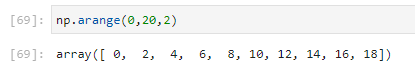 [69]: np.arange(0,20,2)
[69]: array([ 0,  2,  4,  6,  8, 10, 12, 14, 16, 18])